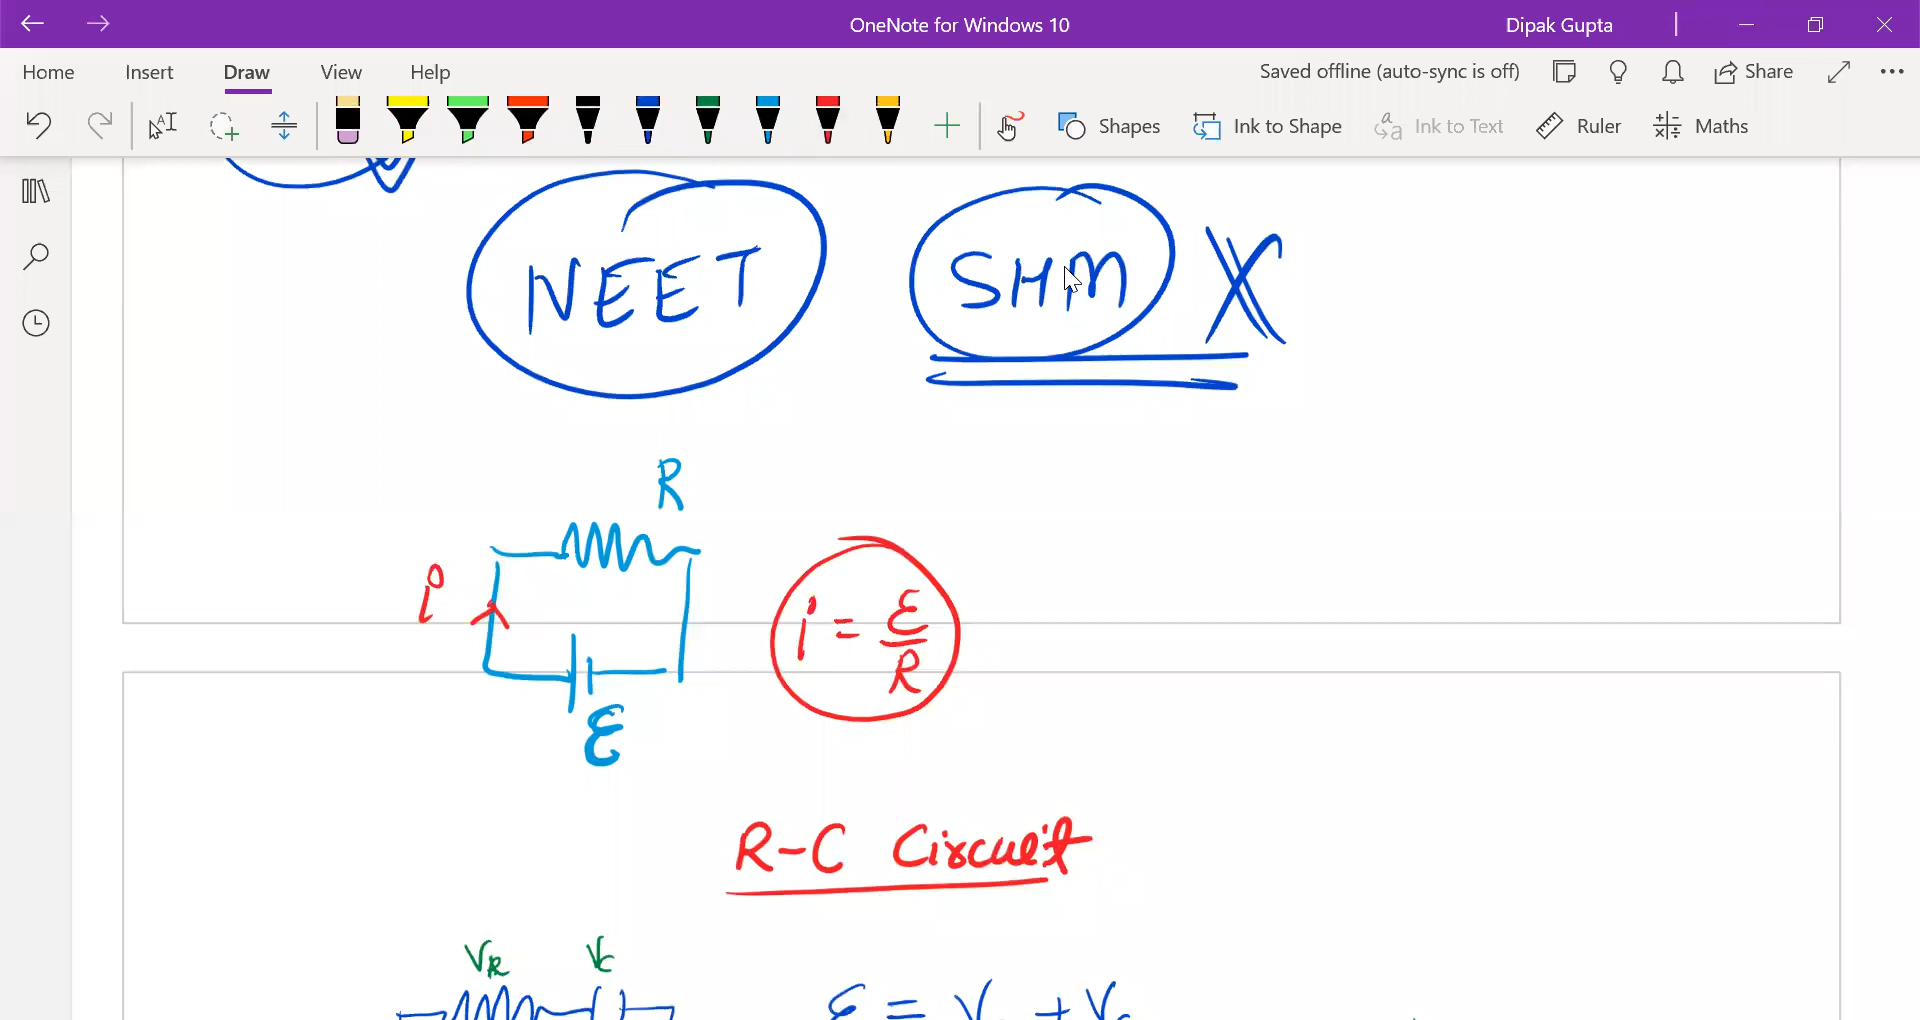 OneNote for Windows 10
Dipak Gupta
Home Insert Draw View Help
Saved offline (auto-sync is off) Share
Shapes Ink to Shape Ink to Text Ruler Maths
NEET SHM X
R
i
i = ε/R
ε
R-C Circuit
VR VC
ε = V + V